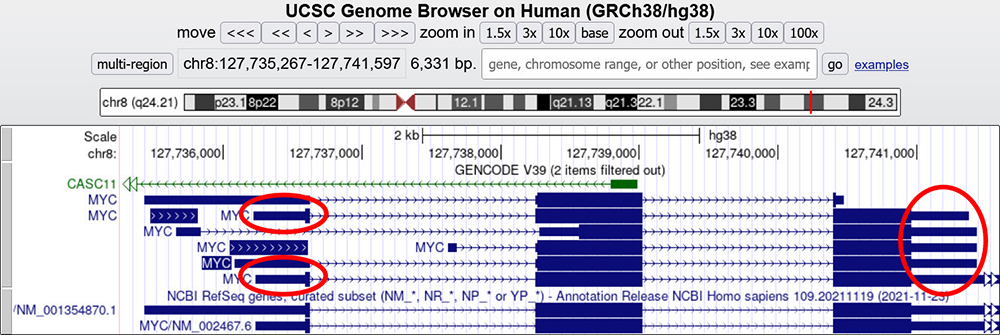 UCSC Genome Browser on Human (GRCh38/hg38)
move <<< << < > >> >>> zoom in 1.5x 3x 10x base zoom out 1.5x 3x 10x 100x
multi-region chr8:127,735,267-127,741,597 6,331 bp. gene, chromosome range, or other position, see examp go examples
chr8 (q24.21) p23.1 8p22 8p12 12.1 q21.13 q21.3 22.1 23.3 24.3
Scale 2 kb hg38
chr8: 127,736,000 127,737,000 127,738,000 127,739,000 127,740,000 127,741,000
GENCODE V39 (2 items filtered out)
CASC11
MYC
MYC MYC
MYC
MYC MYC
MYC
MYC
NCBI RefSeq genes, curated subset (NM_*, NR_*, NP_* or YP_*) - Annotation Release NCBI Homo sapiens 109.20211119 (2021-11-23)
/NM_001354870.1
MYC/NM_002467.6